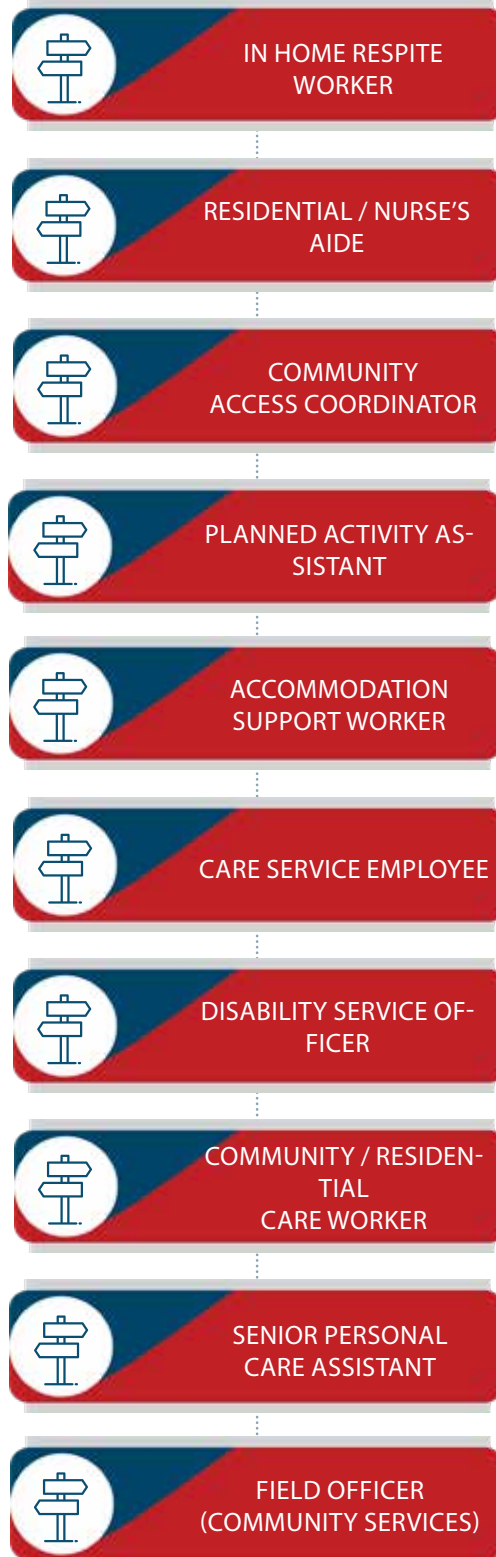 IN HOME RESPITE
WORKER
RESIDENTIAL / NURSE'S
AIDE
COMMUNITY
ACCESS COORDINATOR
PLANNED ACTIVITY AS-
SISTANT
ACCOMMODATION
SUPPORT WORKER
CARE SERVICE EMPLOYEE
DISABILITY SERVICE OF-
FICER
COMMUNITY / RESIDEN-
TIAL
CARE WORKER
SENIOR PERSONAL
CARE ASSISTANT
FIELD OFFICER
(COMMUNITY SERVICES)